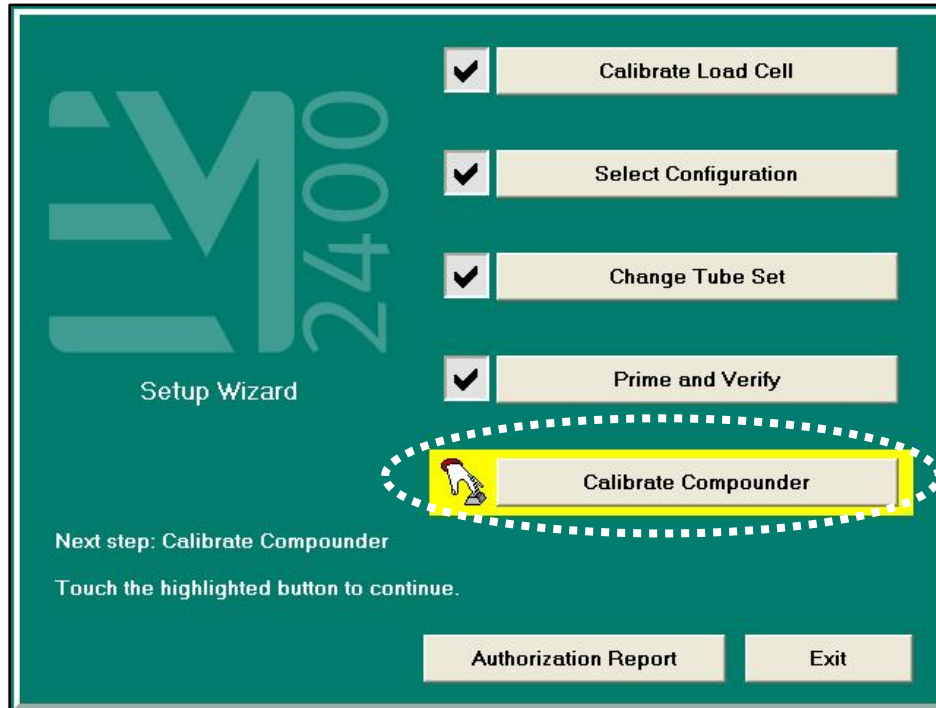 Calibrate Load Cell
Select Configuration
EM 2400
Change Tube Set
Setup Wizard
Prime and Verify
Calibrate Compounder
Next step: Calibrate Compounder
Touch the highlighted button to continue.
Authorization Report
Exit